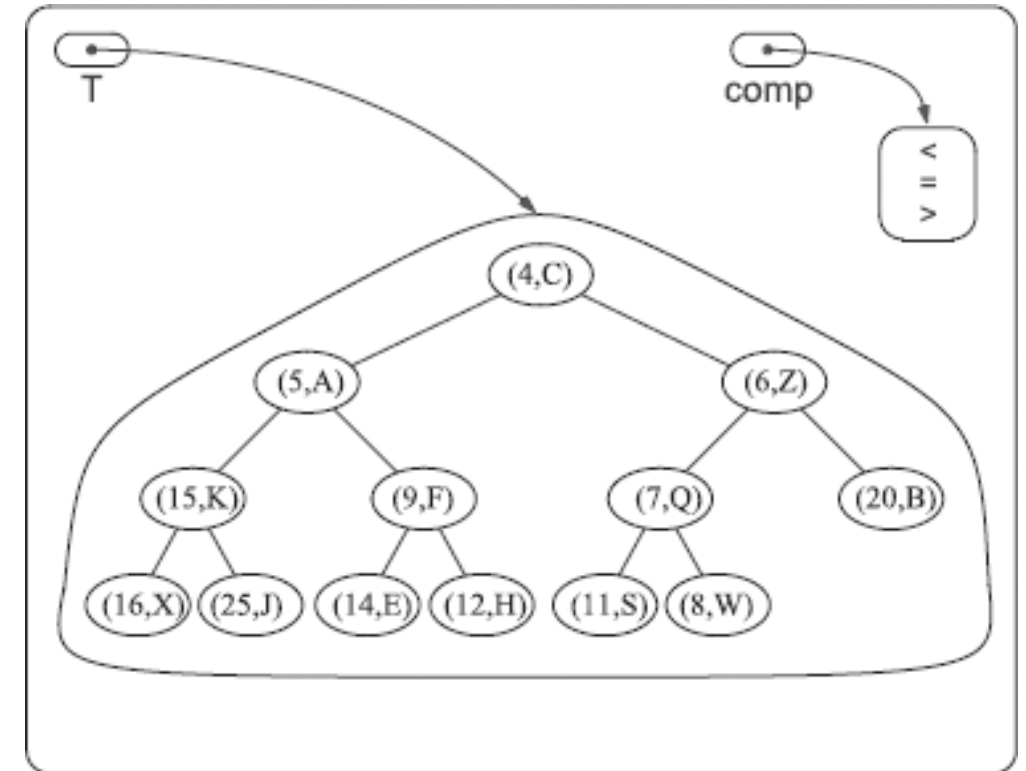 T
comp
<
=
>
(4,C)
(5,A)
(6,Z)
(15,K)
(9,F)
(7,Q)
(20,B)
(16,X)
(25,J)
(14,E)
(12,H)
(11,S)
(8,W)